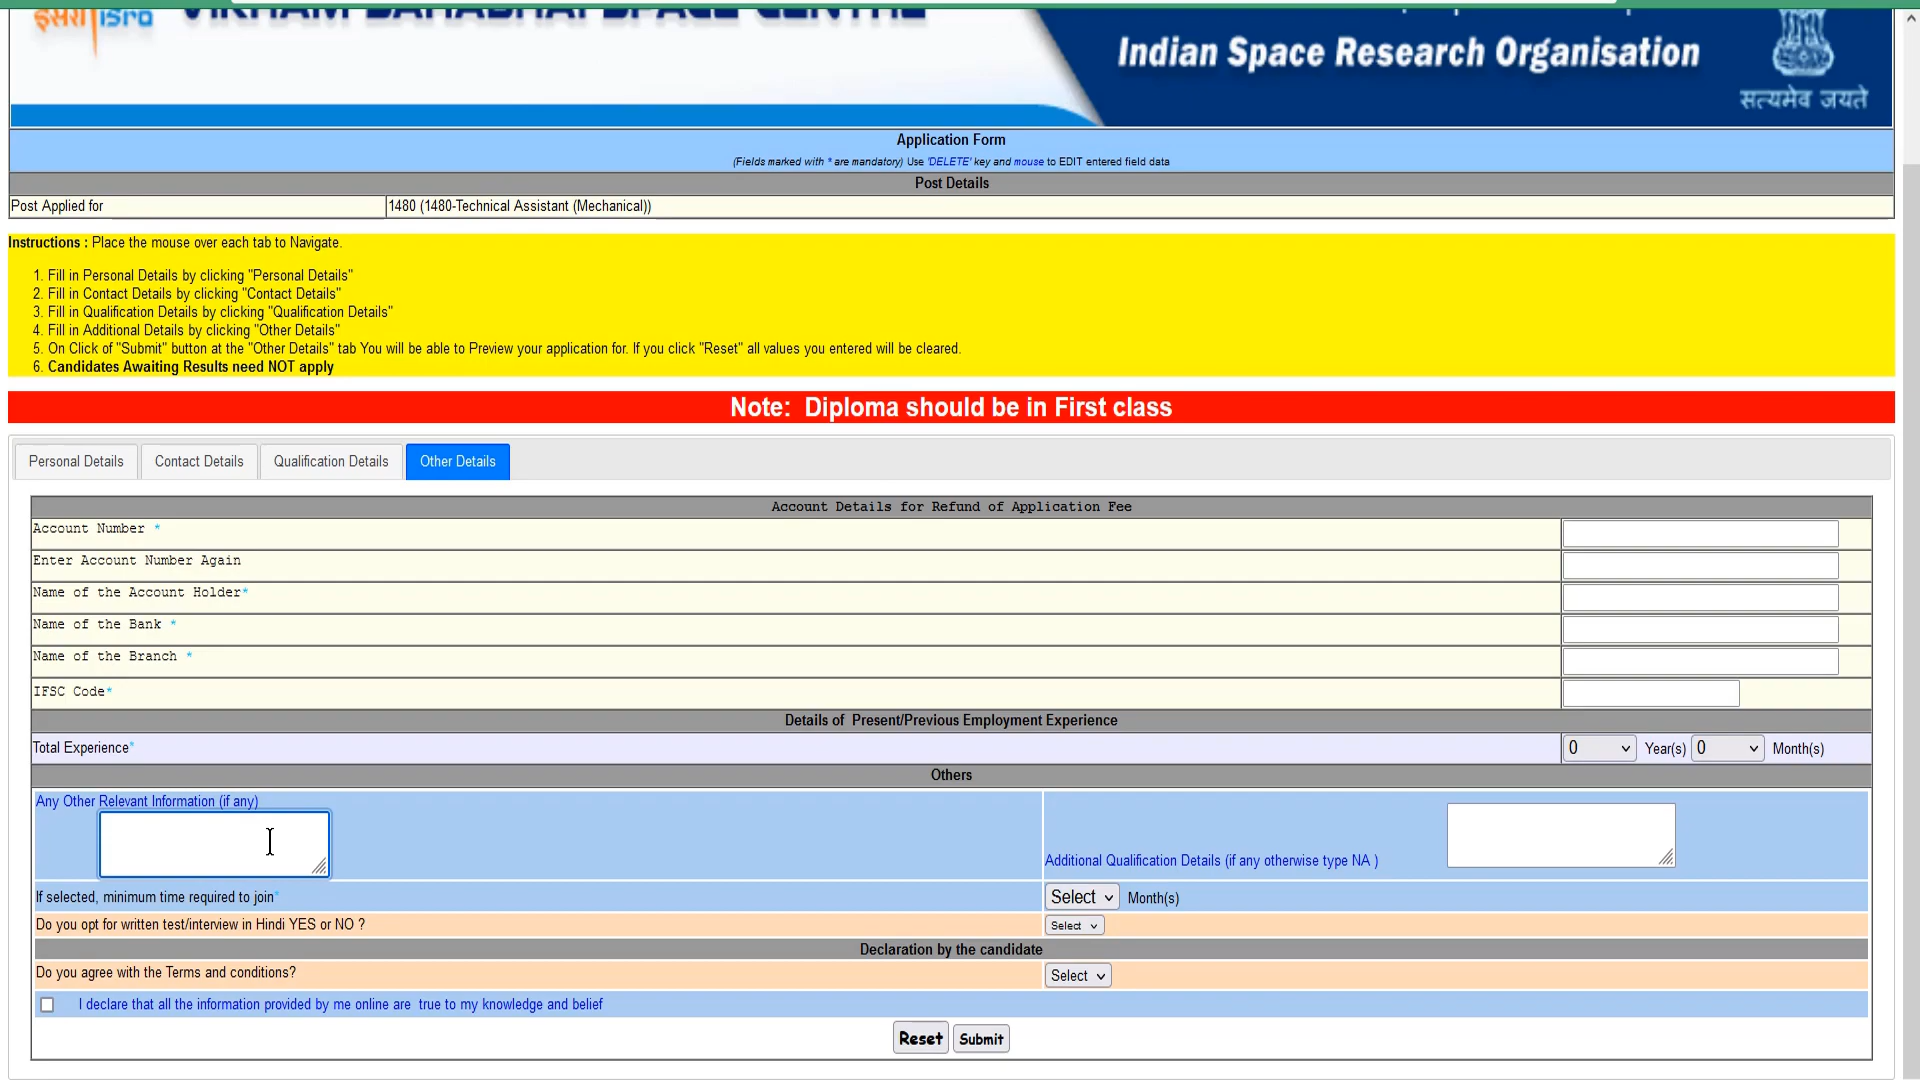 इसरो isro VIKRAM SARABHAI SPACE CENTRE
Indian Space Research Organisation
सत्यमेव जयते
Application Form
(Fields marked with * are mandatory) Use 'DELETE' key and mouse to EDIT entered field data
Post Details
Post Applied for 1480 (1480-Technical Assistant (Mechanical))
Instructions : Place the mouse over each tab to Navigate.
1. Fill in Personal Details by clicking "Personal Details"
2. Fill in Contact Details by clicking "Contact Details"
3. Fill in Qualification Details by clicking "Qualification Details"
4. Fill in Additional Details by clicking "Other Details"
5. On Click of "Submit" button at the "Other Details" tab You will be able to Preview your application for. If you click "Reset" all values you entered will be cleared.
6. Candidates Awaiting Results need NOT apply
Note: Diploma should be in First class
Personal Details Contact Details Qualification Details Other Details
Account Details for Refund of Application Fee
Account Number *
Enter Account Number Again
Name of the Account Holder*
Name of the Bank *
Name of the Branch *
IFSC Code*
Details of Present/Previous Employment Experience
Total Experience* 0 Year(s) 0 Month(s)
Others
Any Other Relevant Information (if any)
Additional Qualification Details (if any otherwise type NA )
If selected, minimum time required to join* Select Month(s)
Do you opt for written test/interview in Hindi YES or NO ? Select
Declaration by the candidate
Do you agree with the Terms and conditions? Select
I declare that all the information provided by me online are true to my knowledge and belief
Reset Submit